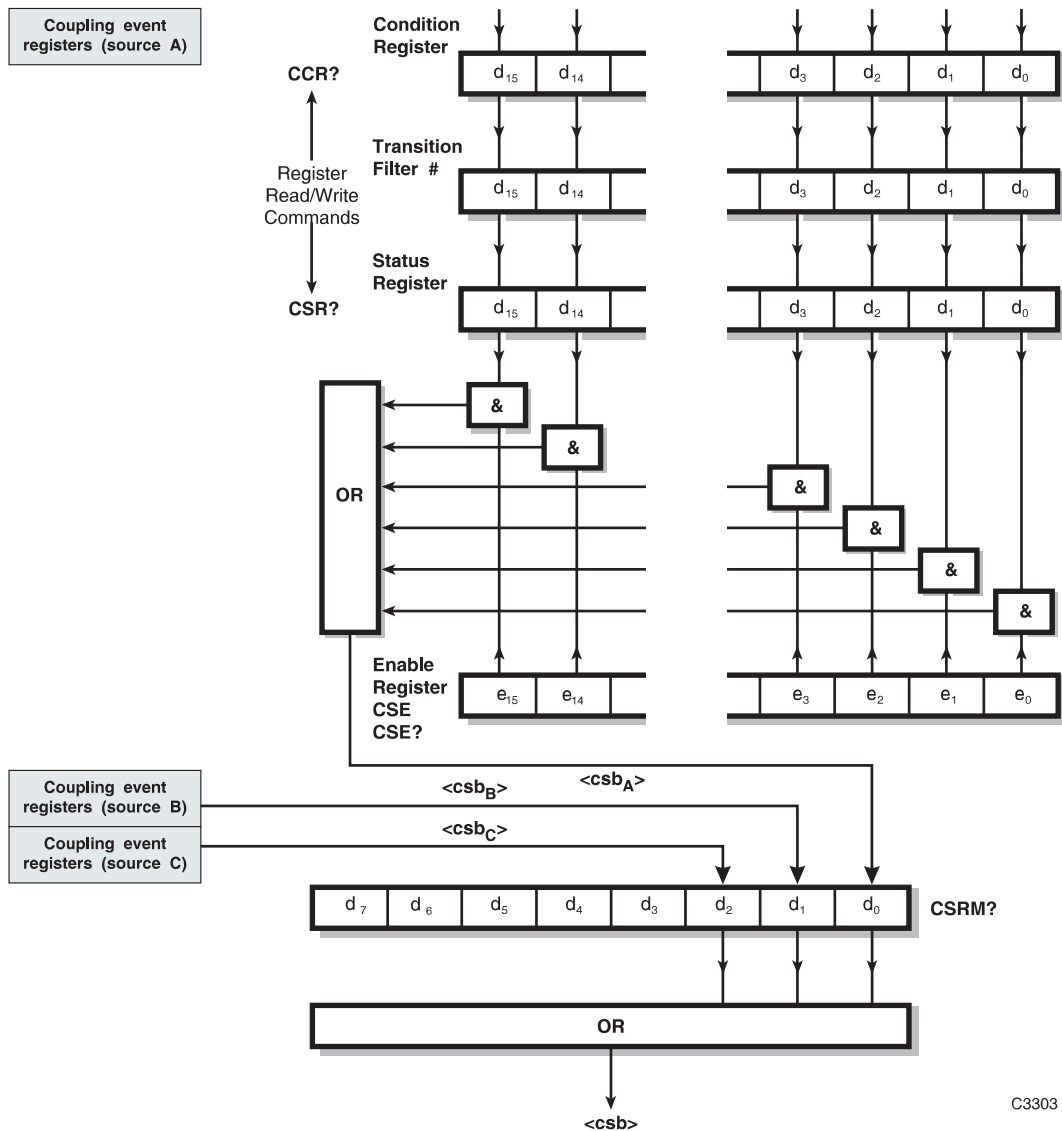 Coupling event
registers (source A)
Condition
Register
CCR?
d15 d14 d3 d2 d1 d0
Transition
Filter #
Register
Read/Write
Commands
d15 d14 d3 d2 d1 d0
Status
Register
CSR?
d15 d14 d3 d2 d1 d0
&
&
OR
&
&
&
&
Enable
Register
CSE
CSE?
e15 e14 e3 e2 e1 e0
Coupling event
registers (source B)
<csbB>
<csbA>
Coupling event
registers (source C)
<csbC>
d7 d6 d5 d4 d3 d2 d1 d0
CSRM?
OR
<csb>
C3303